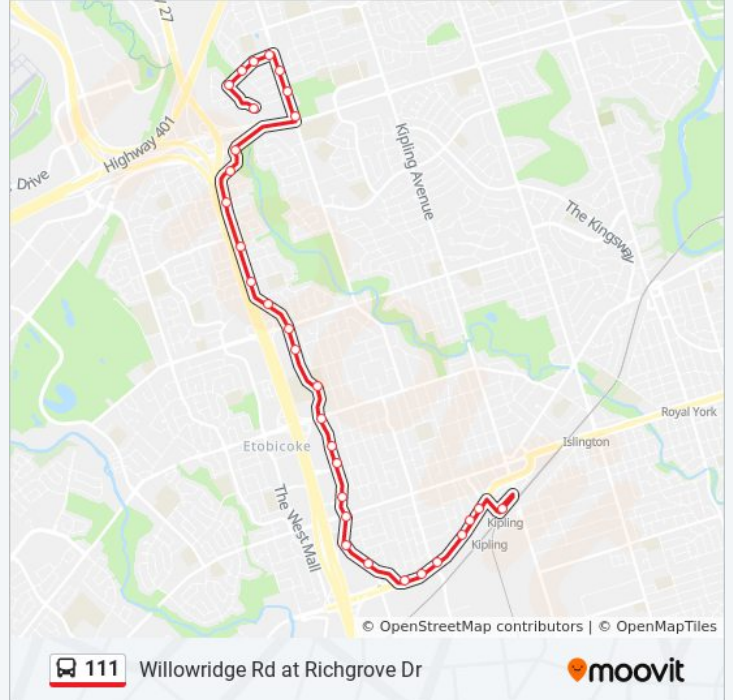 y 27
Highway 401
: Drive
Kipling Avenue
The Kingsway
Royal York
Islington
Etobicoke
The West Mall
Kipling
Kipling
© OpenStreetMap contributors | © OpenMapTiles
111 Willowridge Rd at Richgrove Dr
moovit